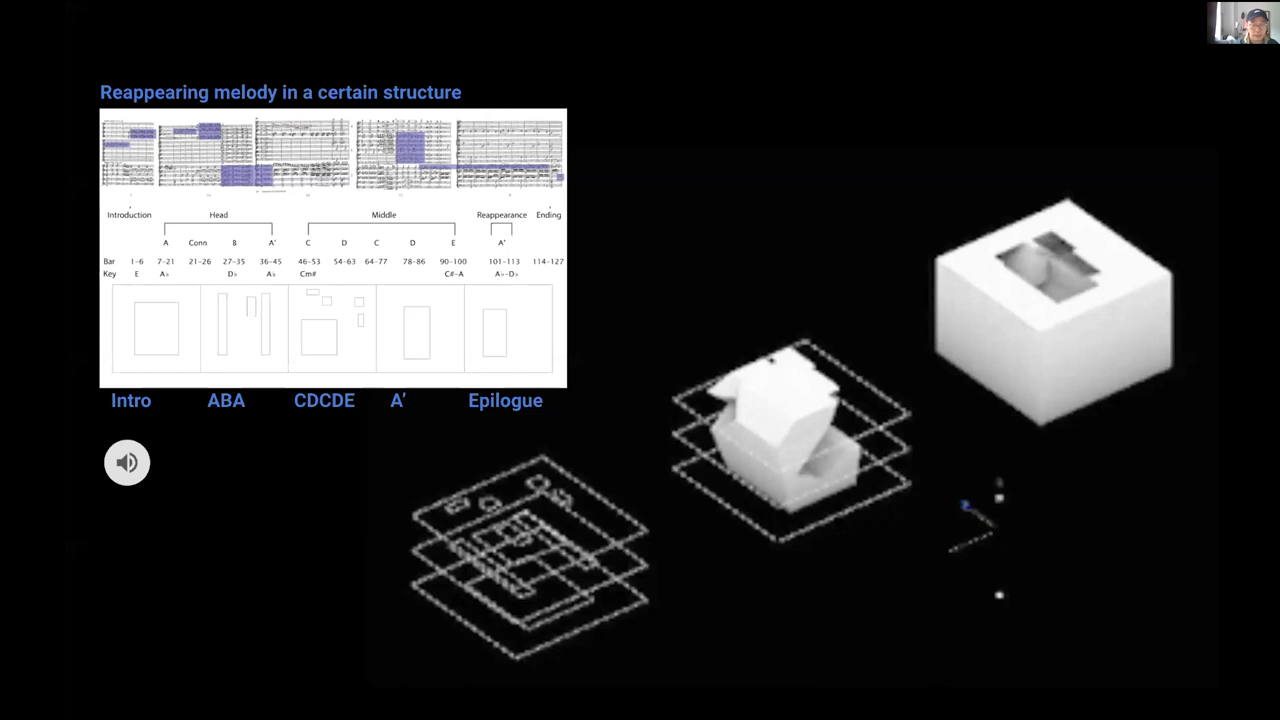 Reappearing melody in a certain structure
Introduction Head Middle Reappearance Ending
A Conn B A' C D C D E A'
Bar 1-6 7-21 21-26 27-35 36-45 46-53 54-63 64-77 78-86 90-100 101-113 114-127
Key E A♭ D♭ A♭ Cm# C#-A A♭-D♭
Intro ABA CDCDE A’ Epilogue